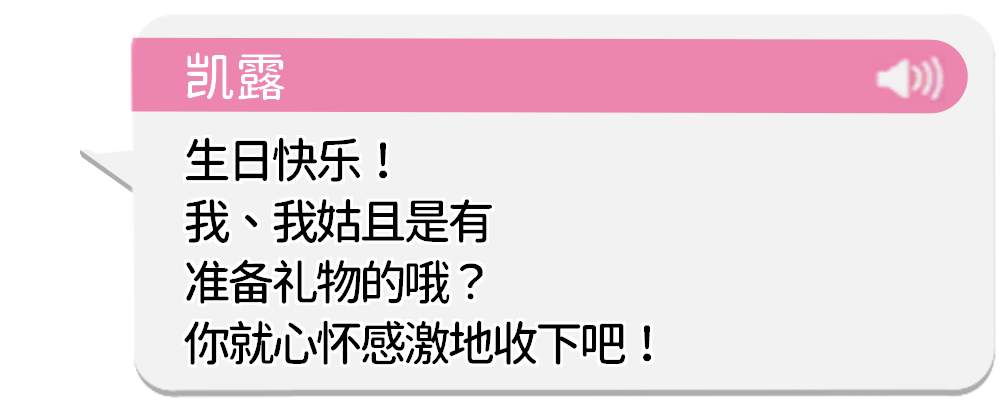 凯露
生日快乐！
我、我姑且是有
准备礼物的哦？
你就心怀感激地收下吧！